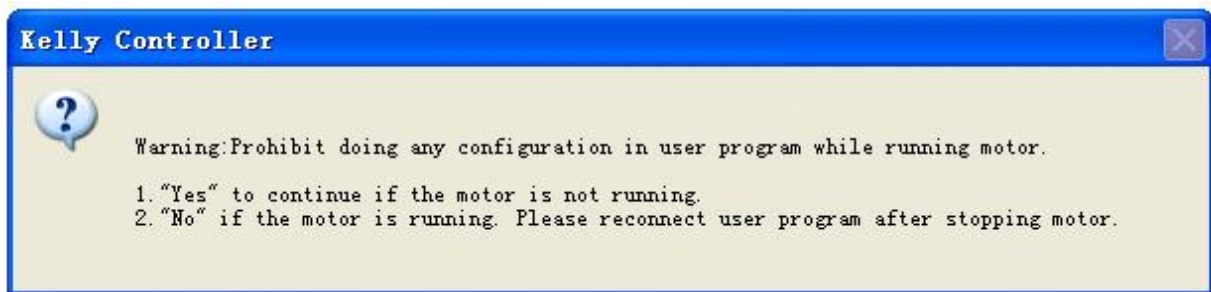 Kelly Controller
Warning:Prohibit doing any configuration in user program while running motor.
1."Yes" to continue if the motor is not running.
2."No" if the motor is running. Please reconnect user program after stopping motor.